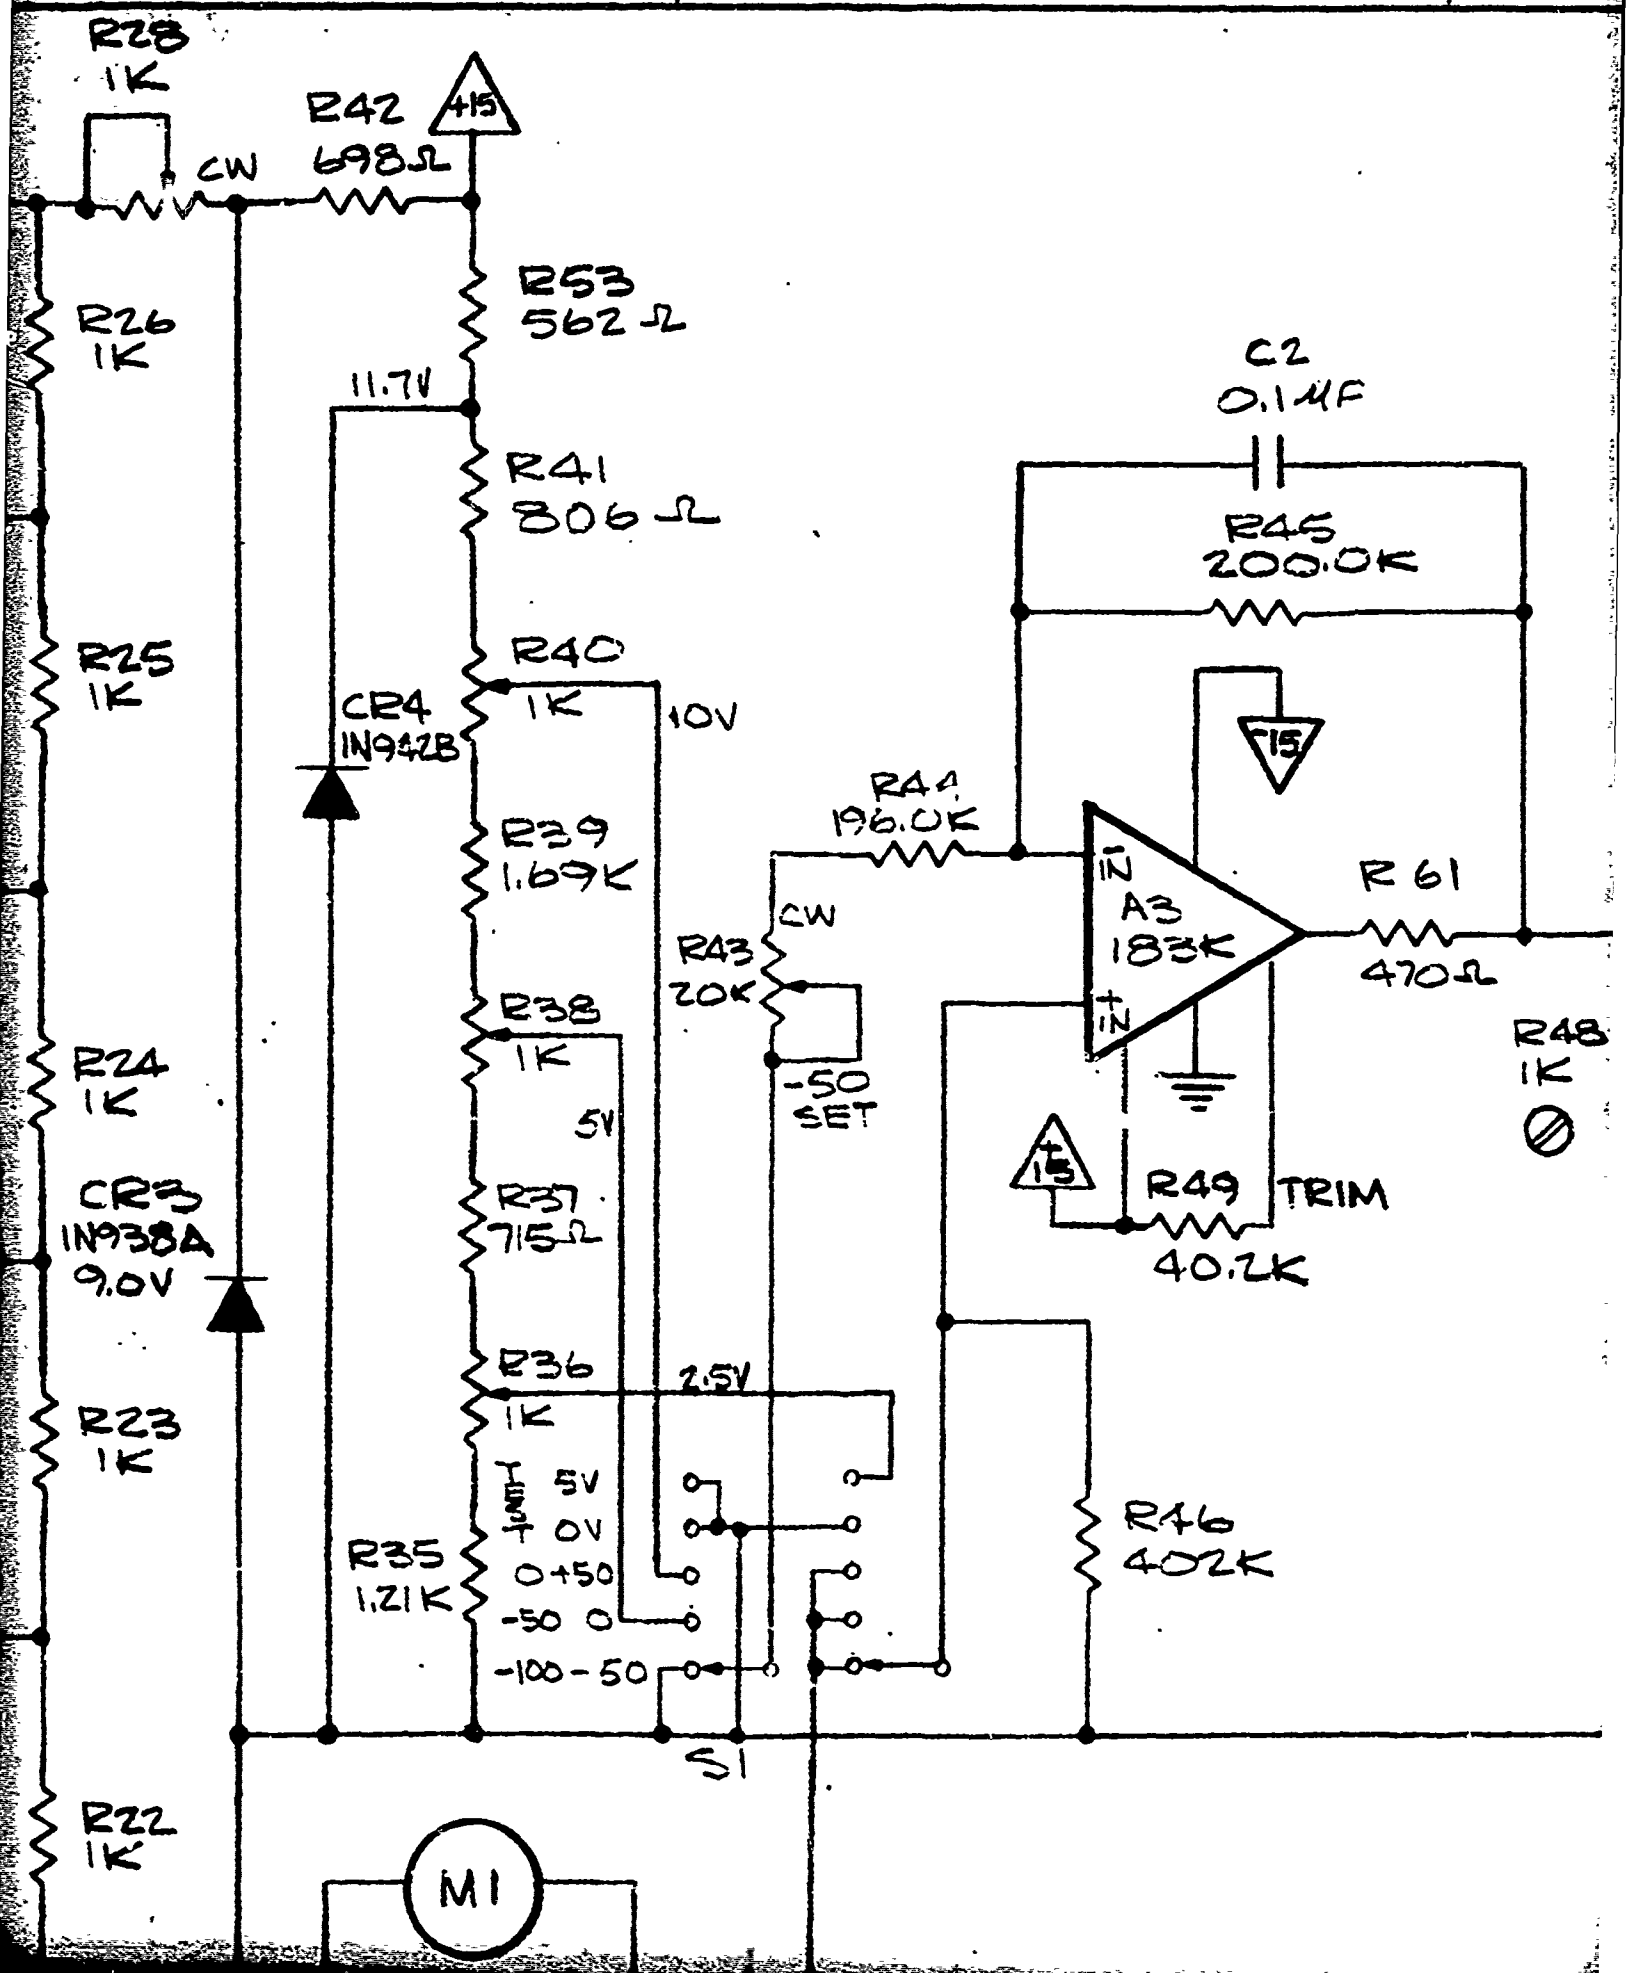 R28
1K
CW
R42
698Ω
+15
R53
562Ω
R26
1K
11.7V
C2
0.1μF
R41
806Ω
R45
200.0K
R25
1K
R40
1K
10V
CR4
1N942B
-15
R44
196.0K
R39
1.69K
CW
R43
20K
-IN
A3
183K
+IN
R61
470Ω
R48
1K
R38
1K
-50
SET
R24
1K
5V
+15
R49
40.2K
TRIM
CR3
1N938A
9.0V
R37
715Ω
R36
1K
2.5V
R23
1K
5V
0V
0+50
-50 0
-100-50
R35
1.21K
R46
402K
S1
R22
1K
M1